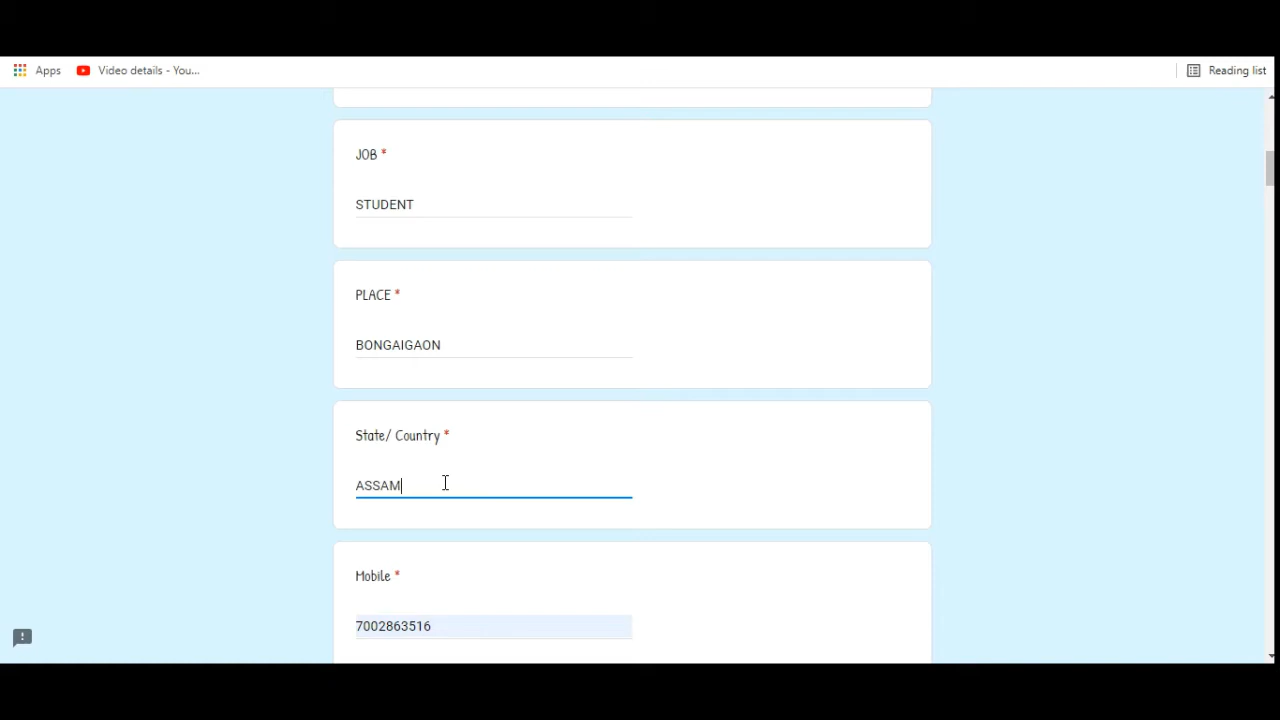 Apps Video details - You... Reading list
JOB *
STUDENT
PLACE *
BONGAIGAON
State/ Country *
ASSAM
Mobile *
7002863516